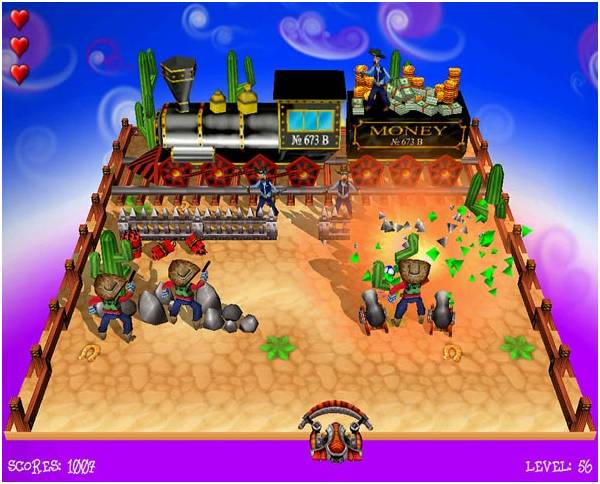 № 673 B
MONEY
№ 673 B
SCORES: 1007
LEVEL: 56